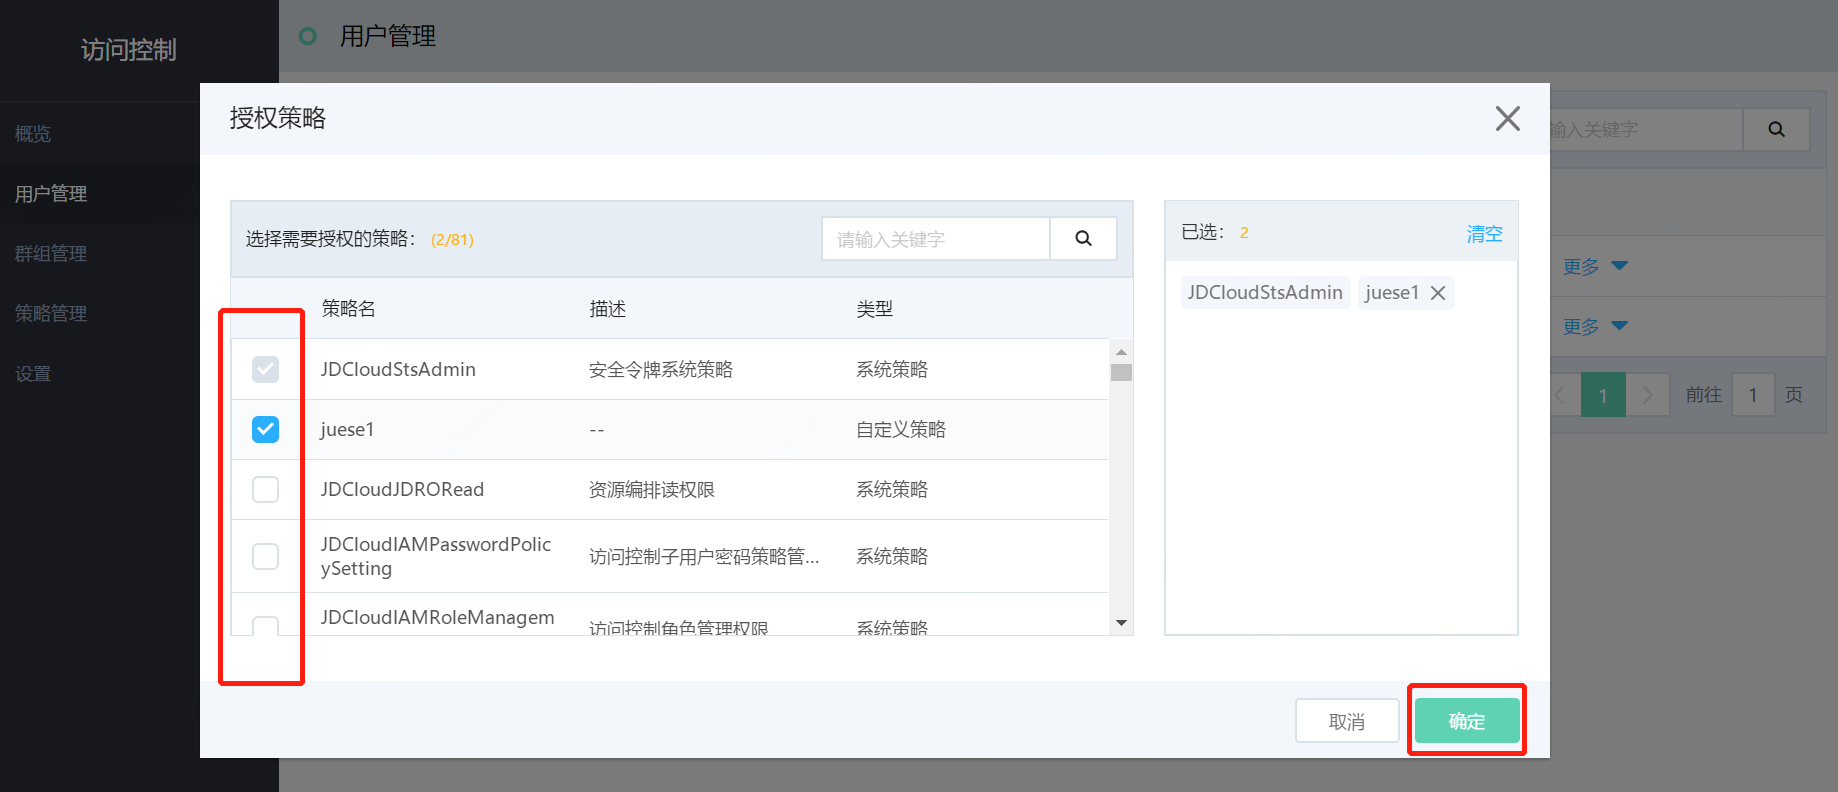 访问控制
用户管理
概览
用户管理
群组管理
策略管理
设置
授权策略
选择需要授权的策略： (2/81)
请输入关键字
策略名 描述 类型
JDCloudStsAdmin 安全令牌系统策略 系统策略
juese1 -- 自定义策略
JDCloudJDRORead 资源编排读权限 系统策略
JDCloudIAMPasswordPolic
ySetting
访问控制子用户密码策略管... 系统策略
JDCloudIAMRoleManagem
访问控制角色管理权限 系统策略
已选： 2 清空
JDCloudStsAdmin juese1
取消 确定
输入关键字
更多
更多
1 前往 1 页